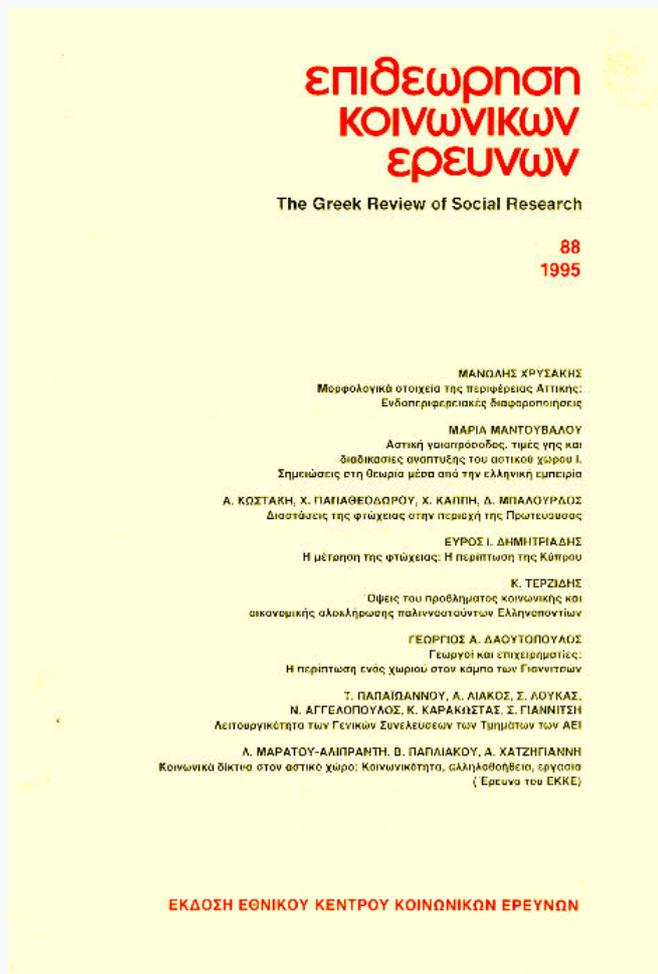 επιθεωρηση
κοινωνικων
ερευνων
The Greek Review of Social Research
88
1995
ΜΑΝΩΛΗΣ ΧΡΥΣΑΚΗΣ
Μορφολογικά στοιχεία της περιφέρειας Αττικής:
Ενδοπεριφερειακές διαφοροποιήσεις
ΜΑΡΙΑ ΜΑΝΤΟΥΒΑΛΟΥ
Αστική γαιοπρόσοδος, τιμές γης και
διαδικασίες ανάπτυξης του αστικού χώρου Ι.
Σημειώσεις στη θεωρία μέσα από την ελληνική εμπειρία
Α. ΚΩΣΤΑΚΗ, Χ. ΠΑΠΑΘΕΟΔΩΡΟΥ, Χ. ΚΑΠΠΗ, Δ. ΜΠΑΛΟΥΡΔΟΣ
Διαστάσεις της φτώχειας στην περιοχή της Πρωτεύουσας
ΕΥΡΟΣ Ι. ΔΗΜΗΤΡΙΑΔΗΣ
Η μέτρηση της φτώχειας: Η περίπτωση της Κύπρου
Κ. ΤΕΡΖΙΔΗΣ
Όψεις του προβλήματος κοινωνικής και
οικονομικής ολοκλήρωσης παλιννοστούντων Ελληνοποντίων
ΓΕΩΡΓΙΟΣ Α. ΔΑΟΥΤΟΠΟΥΛΟΣ
Γεωργοί και επιχειρηματίες:
Η περίπτωση ενός χωριού στον κάμπο των Γιαννιτσών
Τ. ΠΑΠΑΪΩΑΝΝΟΥ, Α. ΛΙΑΚΟΣ, Σ. ΛΟΥΚΑΣ,
Ν. ΑΓΓΕΛΟΠΟΥΛΟΣ, Κ. ΚΑΡΑΚΩΣΤΑΣ, Σ. ΓΙΑΝΝΙΤΣΗ
Λειτουργικότητα των Γενικών Συνελεύσεων των Τμημάτων των ΑΕΙ
Λ. ΜΑΡΑΤΟΥ-ΑΛΙΠΡΑΝΤΗ, Β. ΠΑΠΛΙΑΚΟΥ, Α. ΧΑΤΖΗΓΙΑΝΝΗ
Κοινωνικά δίκτυα στον αστικό χώρο: Κοινωνικότητα, αλληλοβοήθεια, εργασία
(Έρευνα του ΕΚΚΕ)
ΕΚΔΟΣΗ ΕΘΝΙΚΟΥ ΚΕΝΤΡΟΥ ΚΟΙΝΩΝΙΚΩΝ ΕΡΕΥΝΩΝ